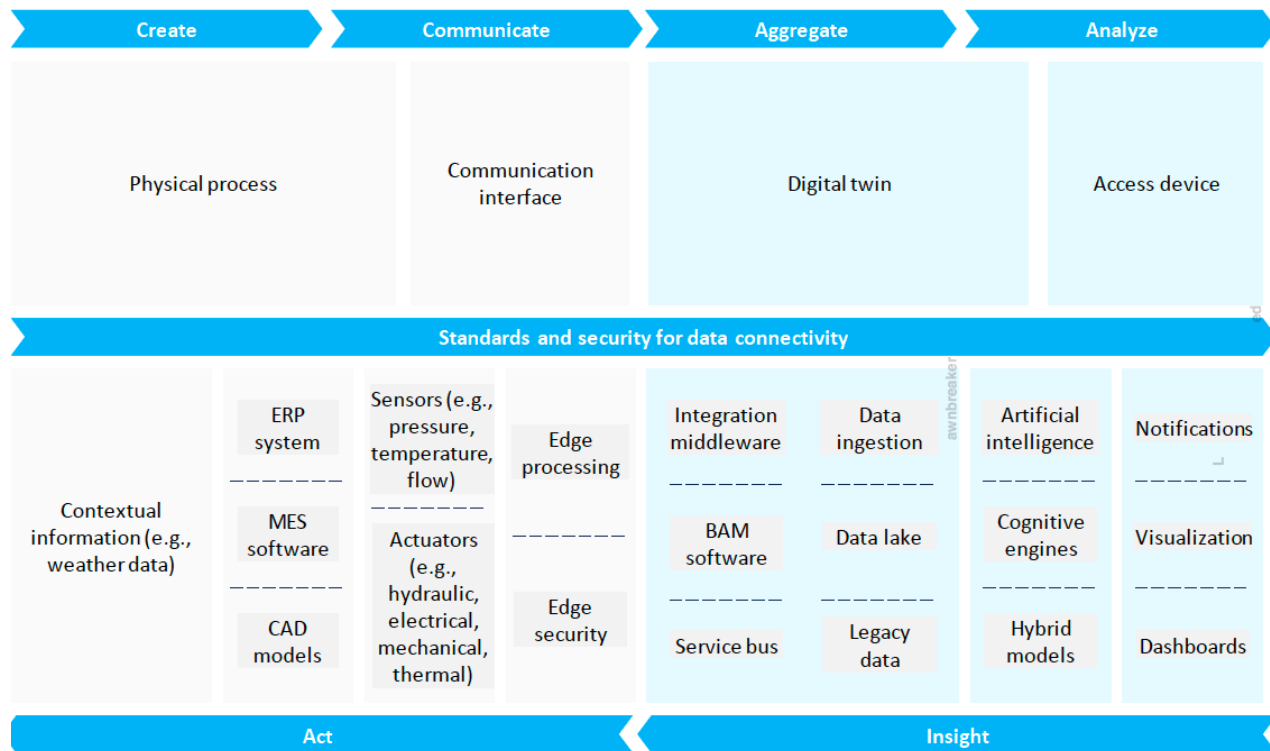 Create
Communicate
Aggregate
Analyze
Physical process
Communication
interface
Digital twin
Access device
ed
Standards and security for data connectivity
awnbreaker
Contextual
information (e.g.,
weather data)
ERP
system
MES
software
CAD
models
Sensors (e.g.,
pressure,
temperature,
flow)
Actuators
(e.g.,
hydraulic,
electrical,
mechanical,
thermal)
Edge
processing
Edge
security
Integration
middleware
BAM
software
Service bus
Data
ingestion
Data lake
Legacy
data
Artificial
intelligence
Cognitive
engines
Hybrid
models
Notifications
Visualization
Dashboards
Act
Insight